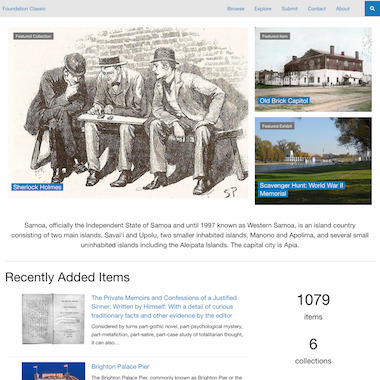 Foundation Classic
Browse Explore Submit Contact About
Featured Collection
Sherlock Holmes
SP
Featured Item
Old Brick Capitol
Featured Exhibit
Scavenger Hunt: World War II
Memorial
Samoa, officially the Independent State of Samoa and until 1997 known as Western Samoa, is an island country
consisting of two main islands, Savai'i and Upolu, two smaller inhabited islands, Manono and Apolima, and several small
uninhabited islands including the Aleipata Islands. The capital city is Apia.
Recently Added Items
The Private Memoirs and Confessions of a Justified
Sinner: Written by Himself: With a detail of curious
traditionary facts and other evidence by the editor
Considered by turns part-gothic novel, part-psychological mystery,
part-metafiction, part-satire, part-case study of totalitarian thought,
it can also…
Brighton Palace Pier
The Brighton Palace Pier, commonly known as Brighton Pier or the
1079
items
6
collections